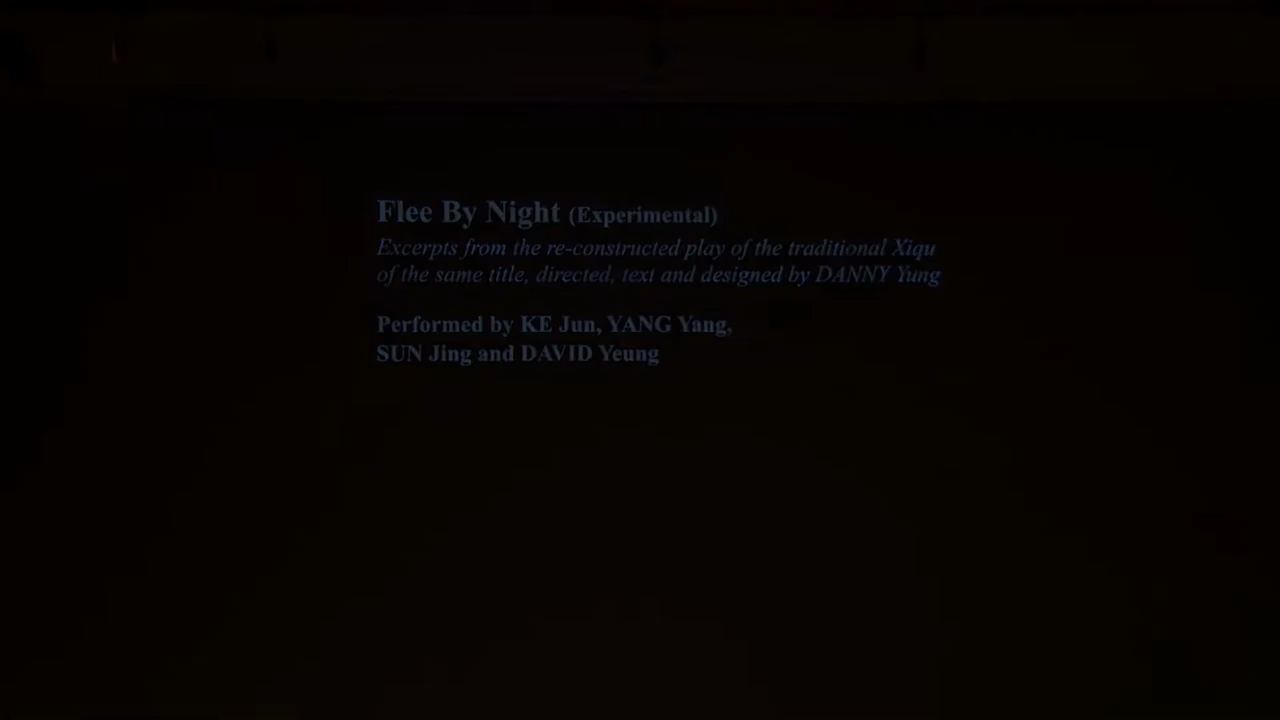 Flee By Night (Experimental)
Excerpts from the re-constructed play of the traditional Xiqu
of the same title, directed, text and designed by DANNY Yung
Performed by KE Jun, YANG Yang,
SUN Jing and DAVID Yeung